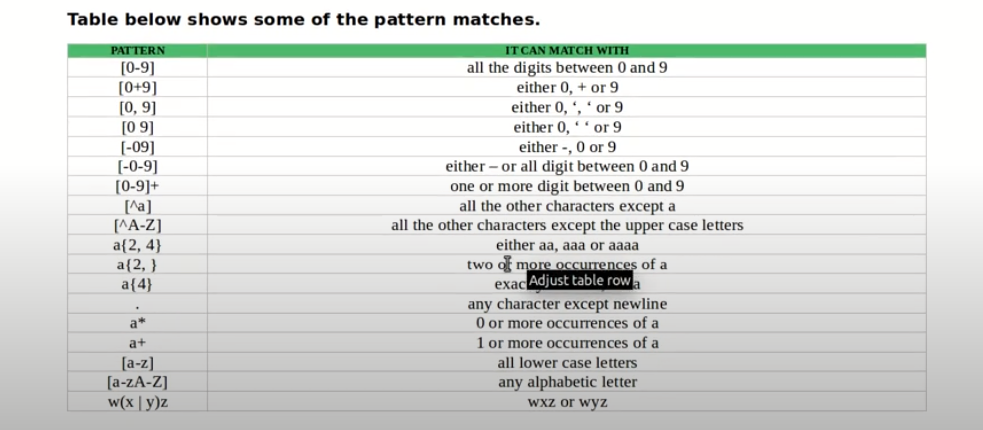 Table below shows some of the pattern matches.
PATTERN IT CAN MATCH WITH
[0-9] all the digits between 0 and 9
[0+9] either 0, + or 9
[0, 9] either 0, ‘, ‘ or 9
[0 9] either 0, ‘ ‘ or 9
[-09] either -, 0 or 9
[-0-9] either – or all digit between 0 and 9
[0-9]+ one or more digit between 0 and 9
[^a] all the other characters except a
[^A-Z] all the other characters except the upper case letters
a{2, 4} either aa, aaa or aaaa
a{2, } two or more occurrences of a
a{4} exac Adjust table row a
. any character except newline
a* 0 or more occurrences of a
a+ 1 or more occurrences of a
[a-z] all lower case letters
[a-zA-Z] any alphabetic letter
w(x | y)z wxz or wyz